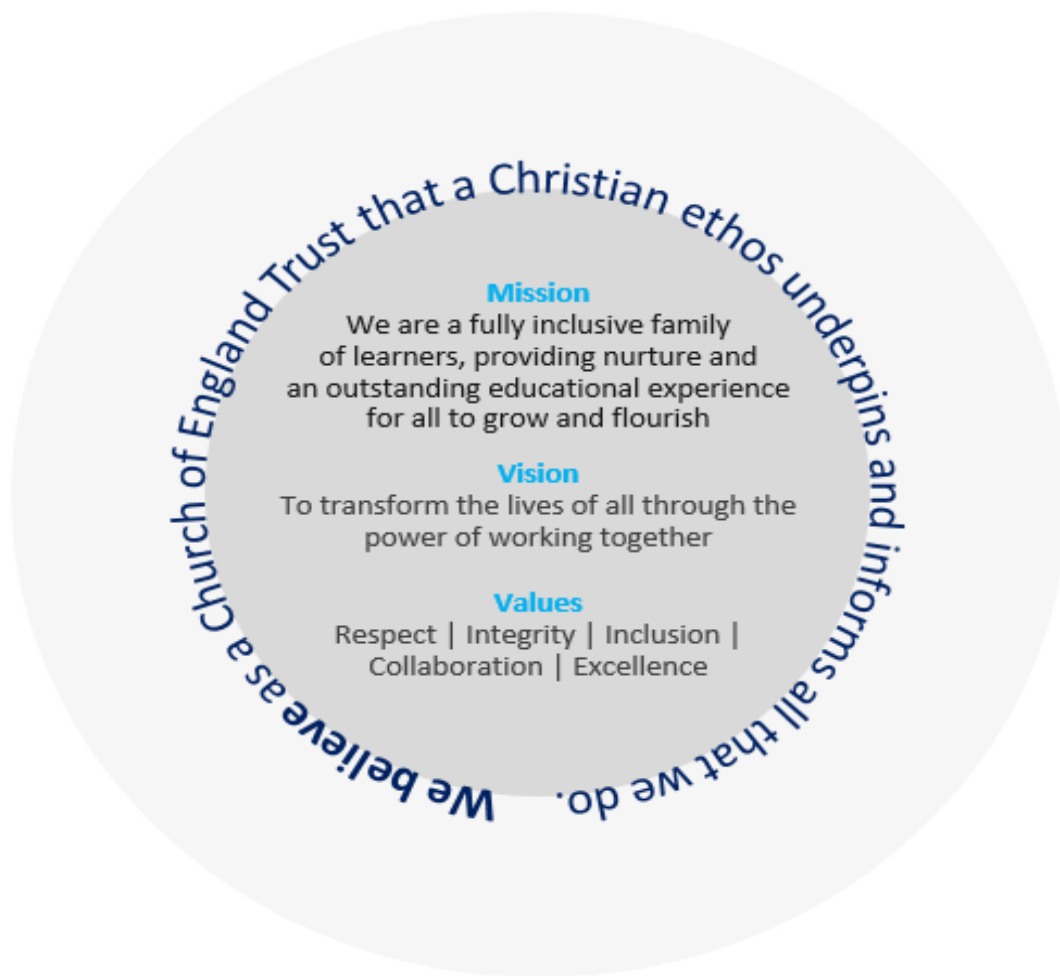 We believe as a Church of England Trust that a Christian ethos underpins and informs all that we do.
Mission
We are a fully inclusive family
of learners, providing nurture and
an outstanding educational experience
for all to grow and flourish
Vision
To transform the lives of all through the
power of working together
Values
Respect | Integrity | Inclusion |
Collaboration | Excellence